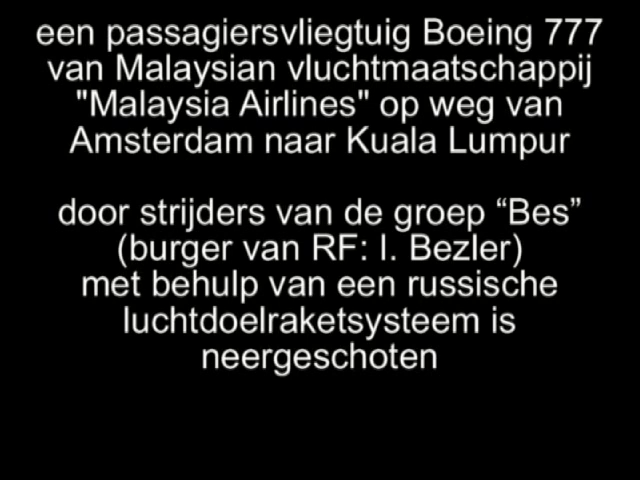 een passagiersvliegtuig Boeing 777
van Malaysian vluchtmaatschappij
"Malaysia Airlines" op weg van
Amsterdam naar Kuala Lumpur
door strijders van de groep “Bes”
(burger van RF: I. Bezler)
met behulp van een russische
luchtdoelraketsysteem is
neergeschoten